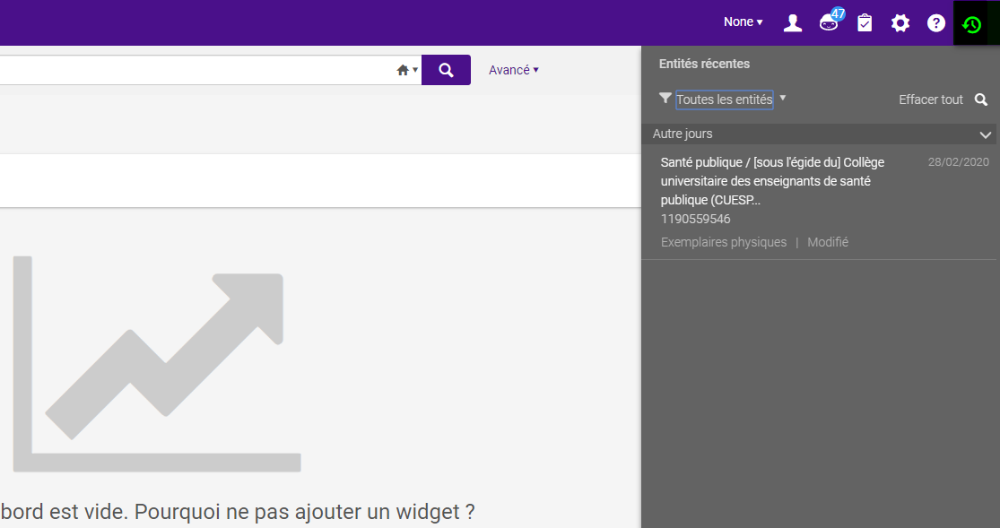 None
47
Avancé
Entités récentes
Toutes les entités
Effacer tout
Autre jours
Santé publique / [sous l'égide du] Collège
28/02/2020
universitaire des enseignants de santé
publique (CUESP...
1190559546
Exemplaires physiques | Modifié
bord est vide. Pourquoi ne pas ajouter un widget ?